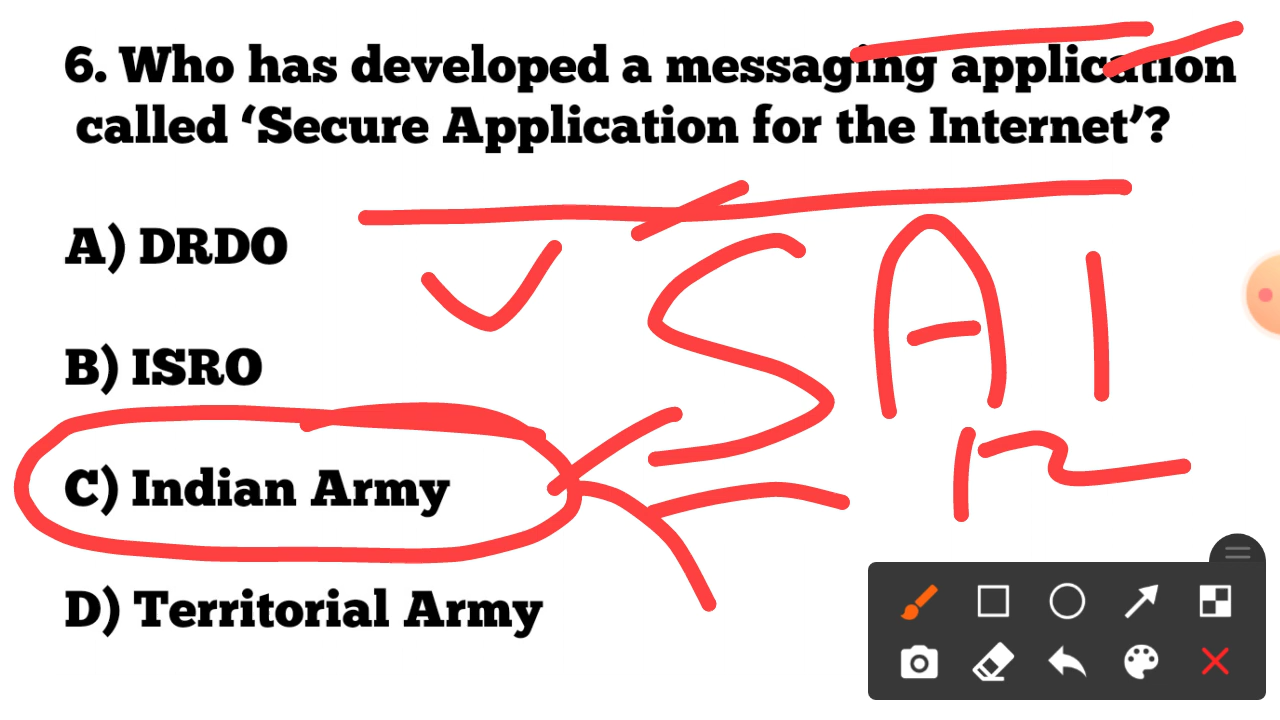 6. Who has developed a messaging application
called ‘Secure Application for the Internet’?
A) DRDO
SAI
B) ISRO
C) Indian Army
D) Territorial Army